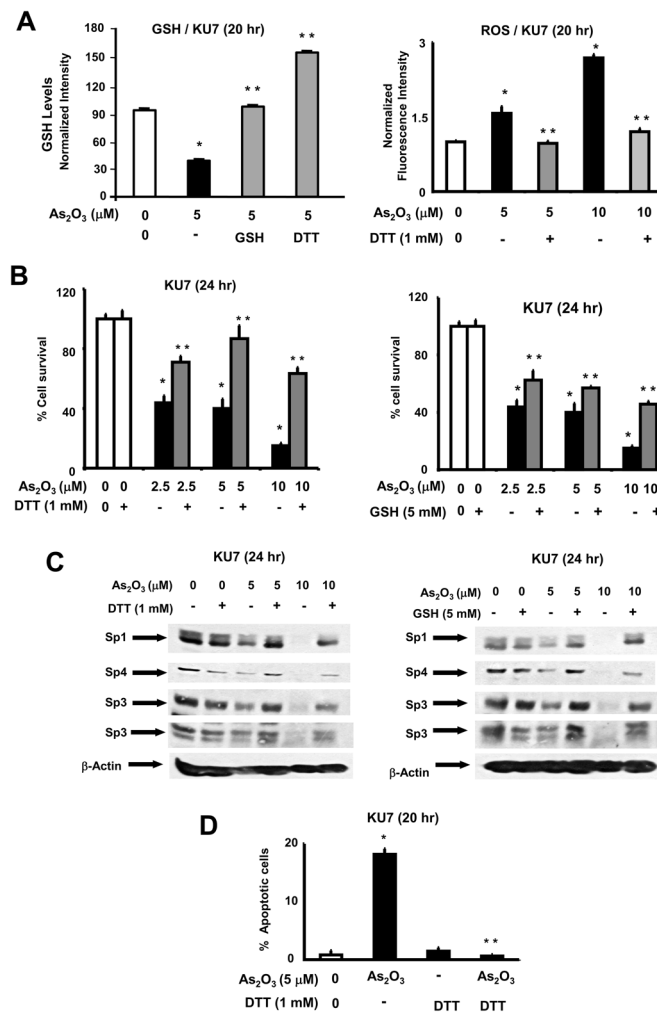 A
GSH / KU7 (20 hr)
GSH Levels
Normalized Intensity
180
150
120
90
60
30
0
*
* *
* *
As₂O₃ (μM) 0 5 5 5
0 - GSH DTT
ROS / KU7 (20 hr)
Normalized
Fluorescence Intensity
3
1.5
0
*
* *
*
* *
As₂O₃ (μM) 0 5 5 10 10
DTT (1 mM) 0 - + - +
B
KU7 (24 hr)
% Cell survival
120
80
40
0
*
* *
*
* *
*
* *
As₂O₃ (μM) 0 0 2.5 2.5 5 5 10 10
DTT (1 mM) 0 + - + - + - +
KU7 (24 hr)
% cell survival
120
80
40
0
*
* *
*
* *
*
* *
As₂O₃ (μM) 0 0 2.5 2.5 5 5 10 10
GSH (5 mM) 0 + - + - + - +
C
KU7 (24 hr)
As₂O₃ (μM) 0 0 5 5 10 10
DTT (1 mM) - + - + - +
Sp1
Sp4
Sp3
Sp3
β-Actin
KU7 (24 hr)
As₂O₃ (μM) 0 0 5 5 10 10
GSH (5 mM) - + - + - +
Sp1
Sp4
Sp3
Sp3
β-Actin
D
KU7 (20 hr)
% Apoptotic cells
20
10
0
*
* *
As₂O₃ (5 μM) 0 As₂O₃ - As₂O₃
DTT (1 mM) 0 - DTT DTT